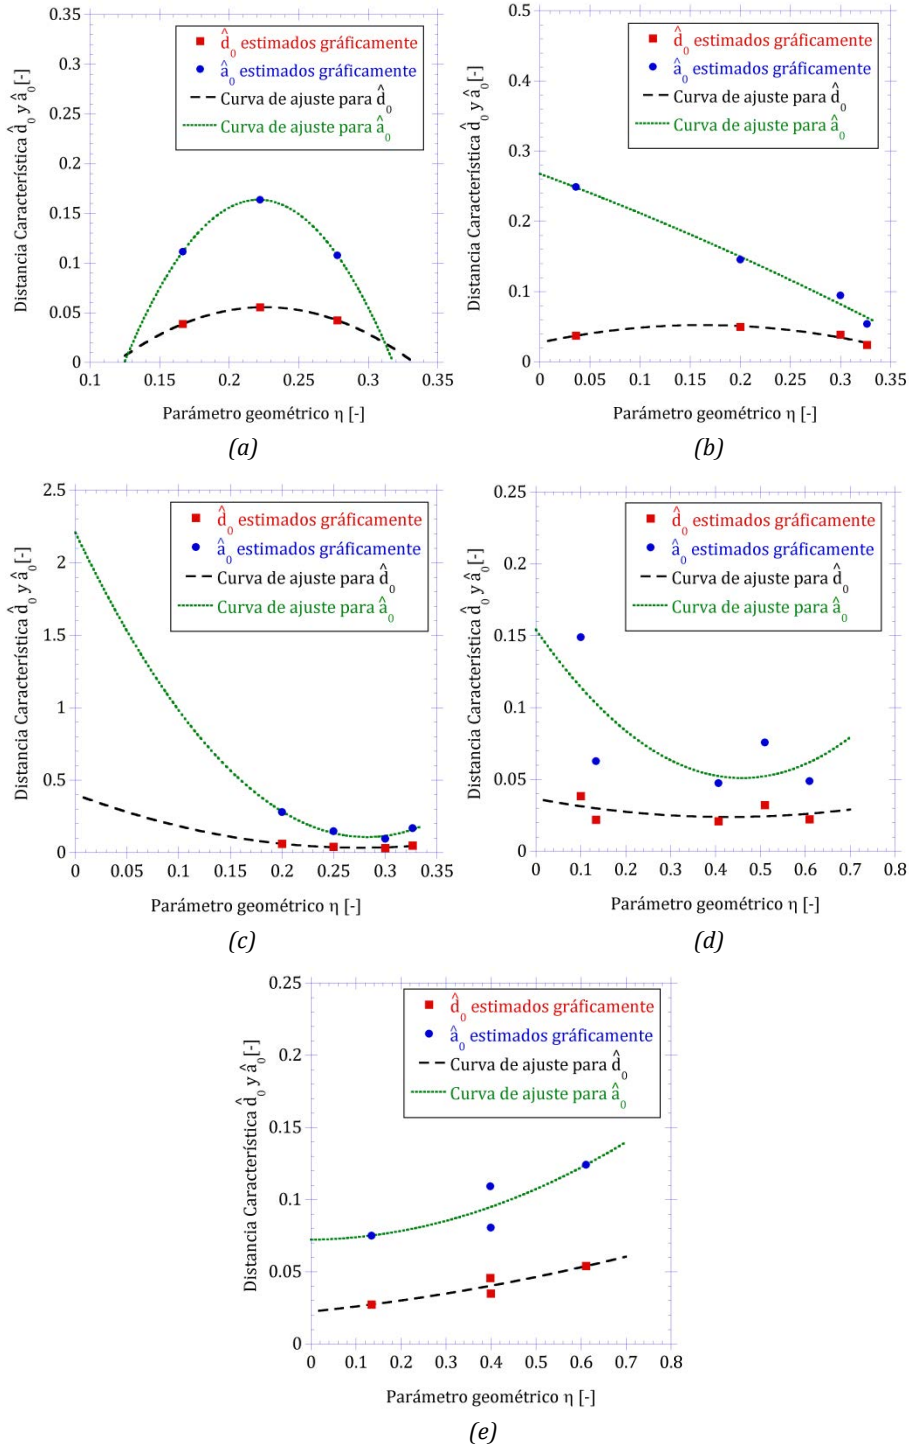 0.35
0.3
0.25
0.2
0.15
0.1
0.05
0
0.1 0.15 0.2 0.25 0.3 0.35
Distancia Característica d̂₀ y â₀[-]
d̂₀ estimados gráficamente
â₀ estimados gráficamente
Curva de ajuste para d̂₀
Curva de ajuste para â₀
Parámetro geométrico η [-]
(a)
0.5
0.4
0.3
0.2
0.1
0
0 0.05 0.1 0.15 0.2 0.25 0.3 0.35
Distancia Característica d̂₀ y â₀[-]
d̂₀ estimados gráficamente
â₀ estimados gráficamente
Curva de ajuste para d̂₀
Curva de ajuste para â₀
Parámetro geométrico η [-]
(b)
2.5
2
1.5
1
0.5
0
0 0.05 0.1 0.15 0.2 0.25 0.3 0.35
Distancia Característica d̂₀ y â₀[-]
d̂₀ estimados gráficamente
â₀ estimados gráficamente
Curva de ajuste para d̂₀
Curva de ajuste para â₀
Parámetro geométrico η [-]
(c)
0.25
0.2
0.15
0.1
0.05
0
0 0.1 0.2 0.3 0.4 0.5 0.6 0.7 0.8
Distancia Característica d̂₀ y â₀[-]
d̂₀ estimados gráficamente
â₀ estimados gráficamente
Curva de ajuste para d̂₀
Curva de ajuste para â₀
Parámetro geométrico η [-]
(d)
0.25
0.2
0.15
0.1
0.05
0
0 0.1 0.2 0.3 0.4 0.5 0.6 0.7 0.8
Distancia Característica d̂₀ y â₀[-]
d̂₀ estimados gráficamente
â₀ estimados gráficamente
Curva de ajuste para d̂₀
Curva de ajuste para â₀
Parámetro geométrico η [-]
(e)